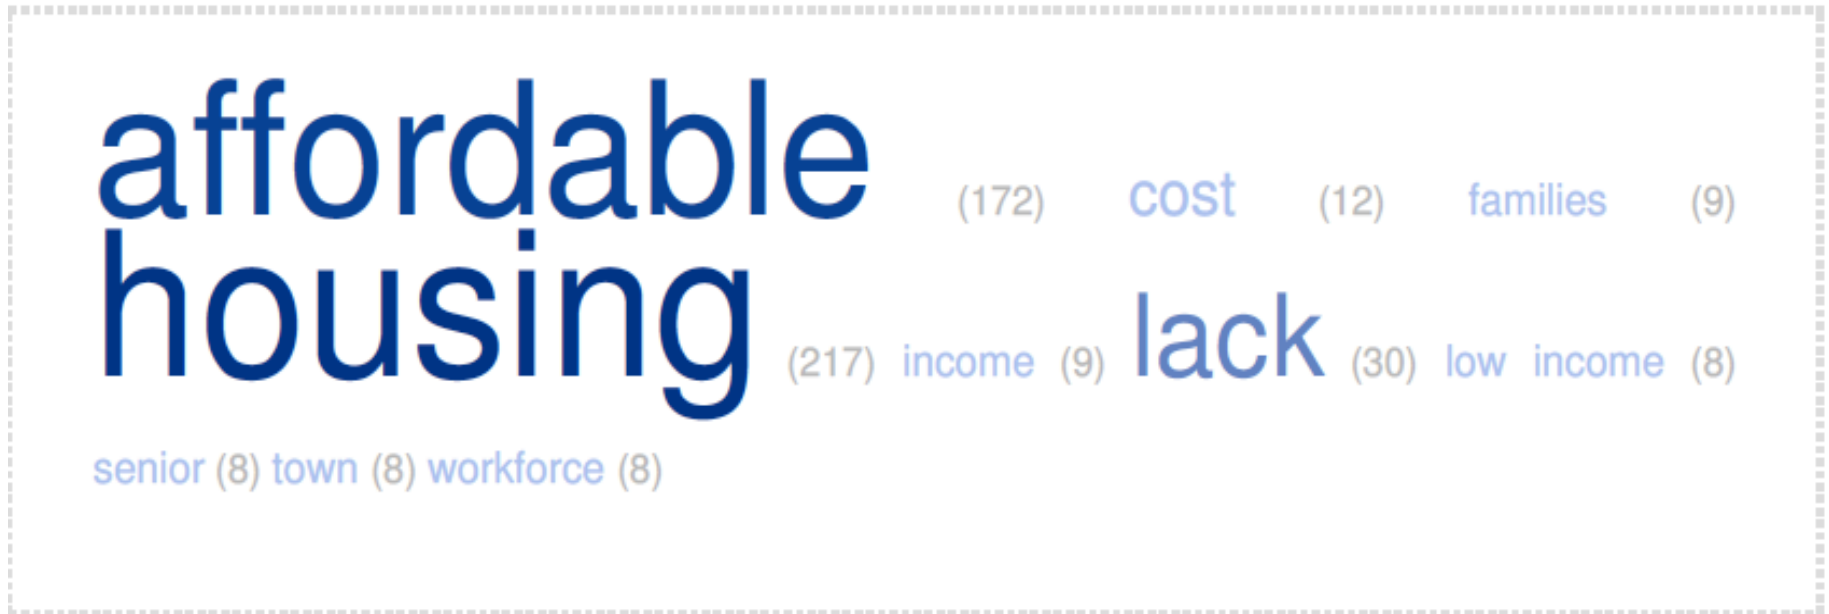 affordable (172) cost (12) families (9)
housing (217) income (9) lack (30) low income (8)
senior (8) town (8) workforce (8)